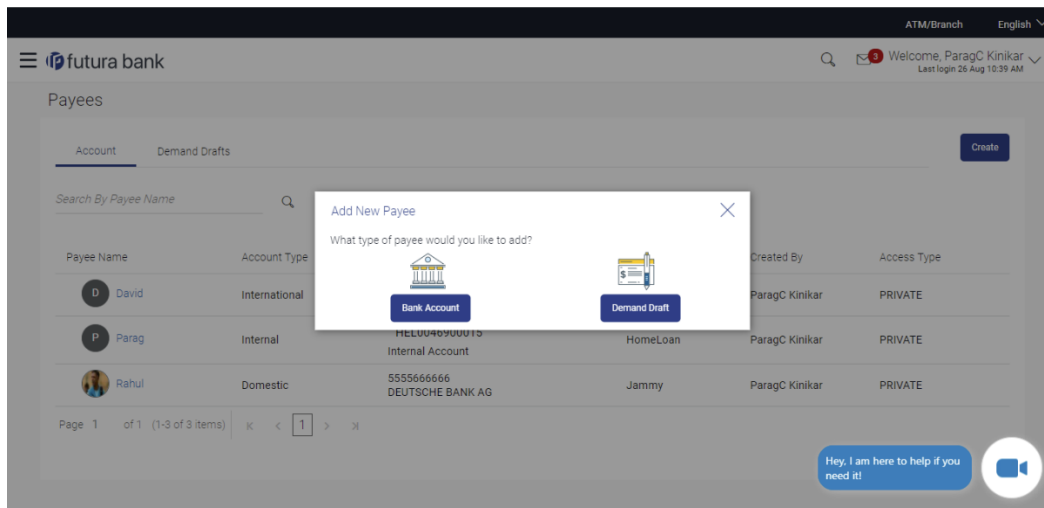 ATM/Branch English
futura bank
3 Welcome, ParagC Kinikar
Last login 26 Aug 10:39 AM
Payees
Account Demand Drafts
Create
Search By Payee Name
Add New Payee
What type of payee would you like to add?
Bank Account Demand Draft
Payee Name Account Type Created By Access Type
D David International ParagC Kinikar PRIVATE
P Parag Internal HEL0046900015 HomeLoan ParagC Kinikar PRIVATE
Internal Account
Rahul Domestic 5555666666 Jammy ParagC Kinikar PRIVATE
DEUTSCHE BANK AG
Page 1 of 1 (1-3 of 3 items) 1
Hey, I am here to help if you
need it!